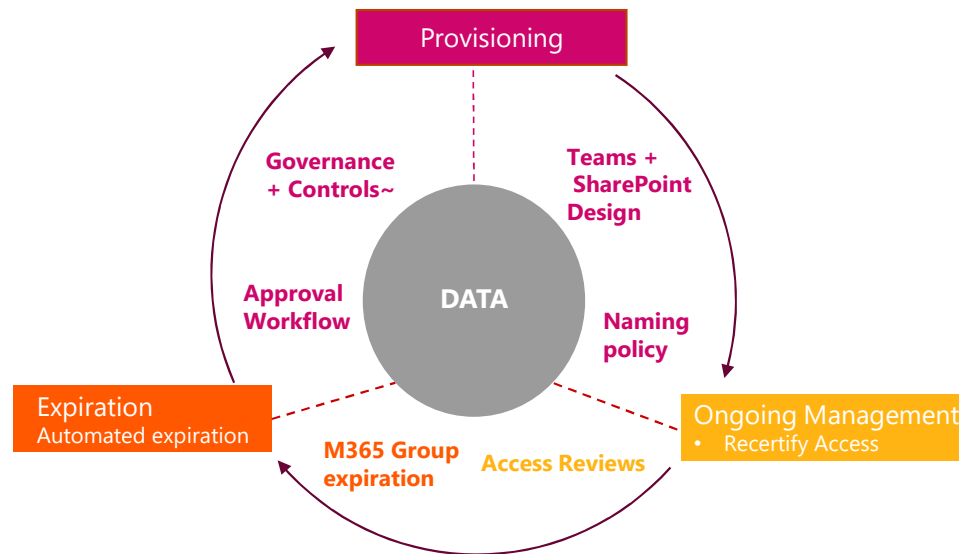 Provisioning
Governance
+ Controls~
Teams +
SharePoint
Design
DATA
Approval
Workflow
Naming
policy
Expiration
Automated expiration
Ongoing Management
• Recertify Access
M365 Group
expiration
Access Reviews